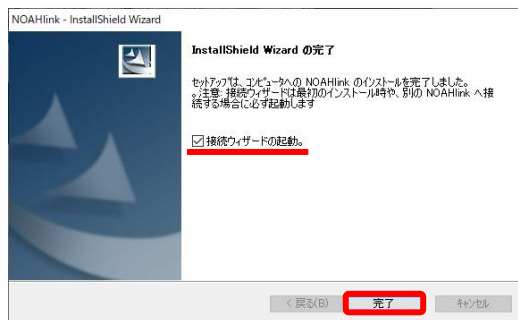 NOAHlink - InstallShield Wizard
InstallShield Wizard の完了
セットアップは、コンピュータへの NOAHlink のインストールを完了しました。
。注意: 接続ウィザードは最初のインストール時や、別の NOAHlink へ接
続する場合に必ず起動します
接続ウィザードの起動。
< 戻る(B)
完了
キャンセル